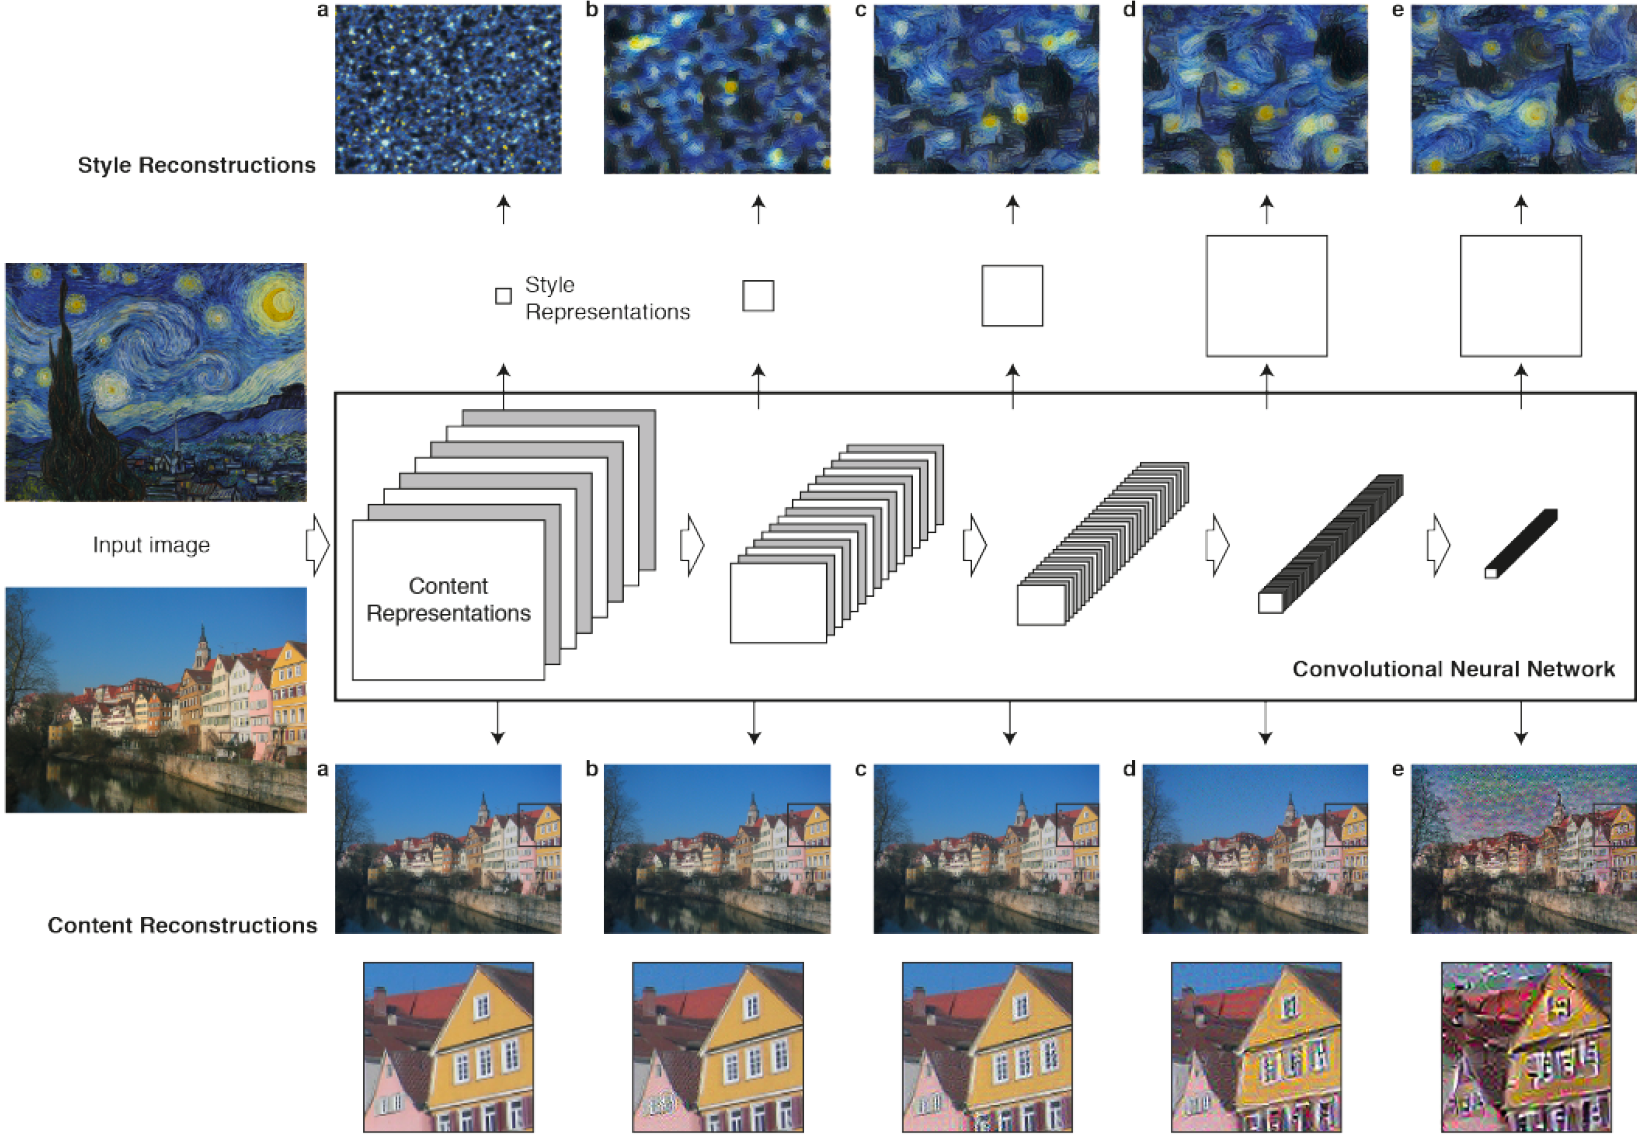 a b c d e
Style Reconstructions
Style
Representations
Input image
Content
Representations
Convolutional Neural Network
a b c d e
Content Reconstructions